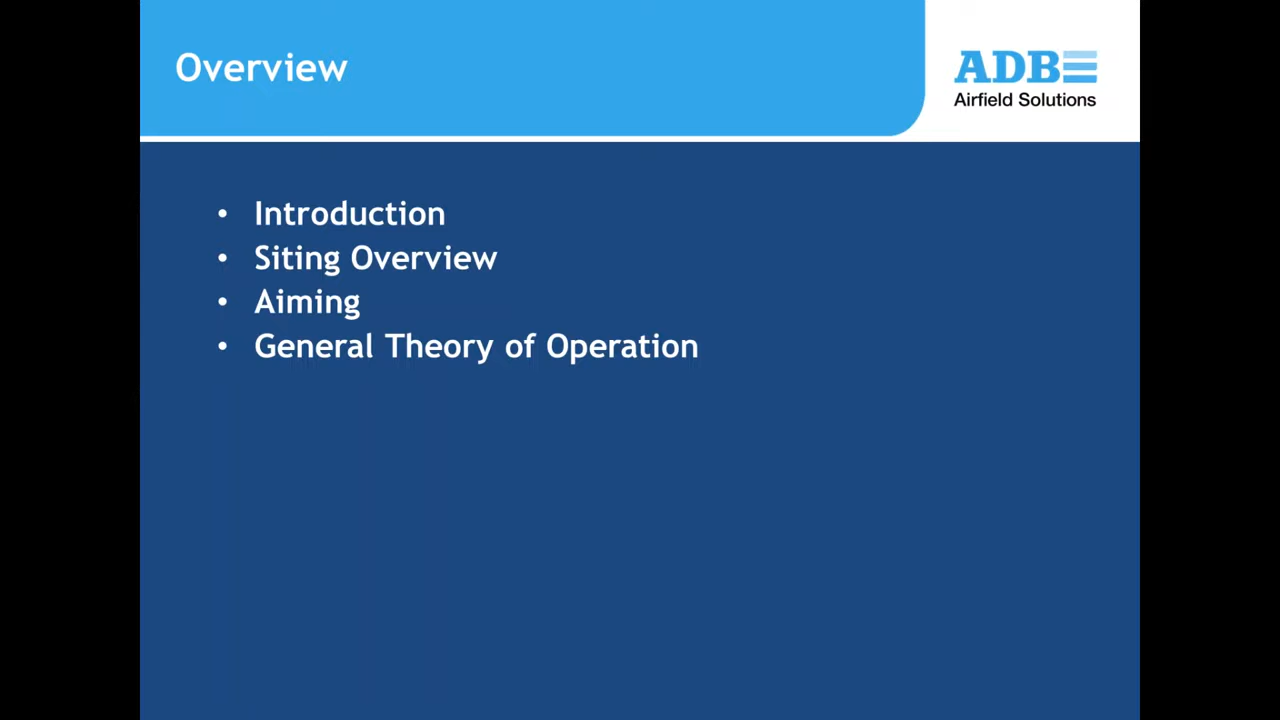 Overview
ADB
Airfield Solutions
• Introduction
• Siting Overview
• Aiming
• General Theory of Operation